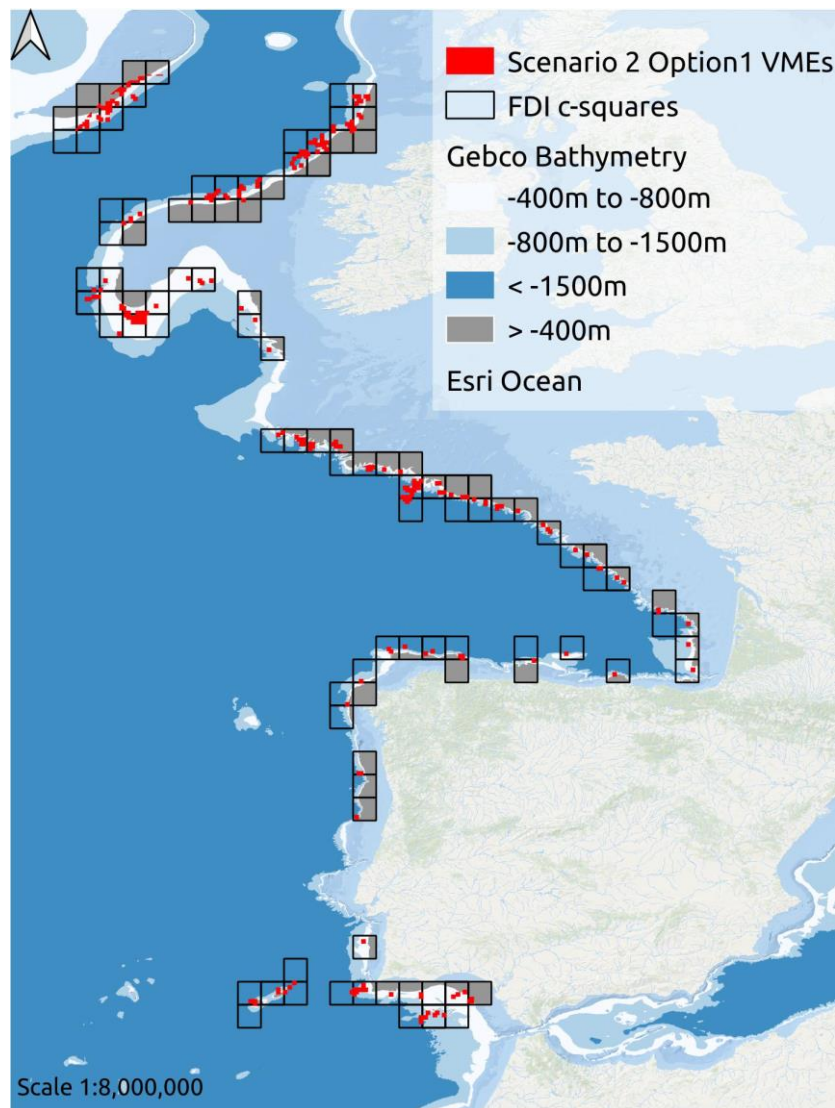 Scenario 2 Option1 VMEs
FDI c-squares
Gebco Bathymetry
-400m to -800m
-800m to -1500m
< -1500m
> -400m
Esri Ocean
Scale 1:8,000,000